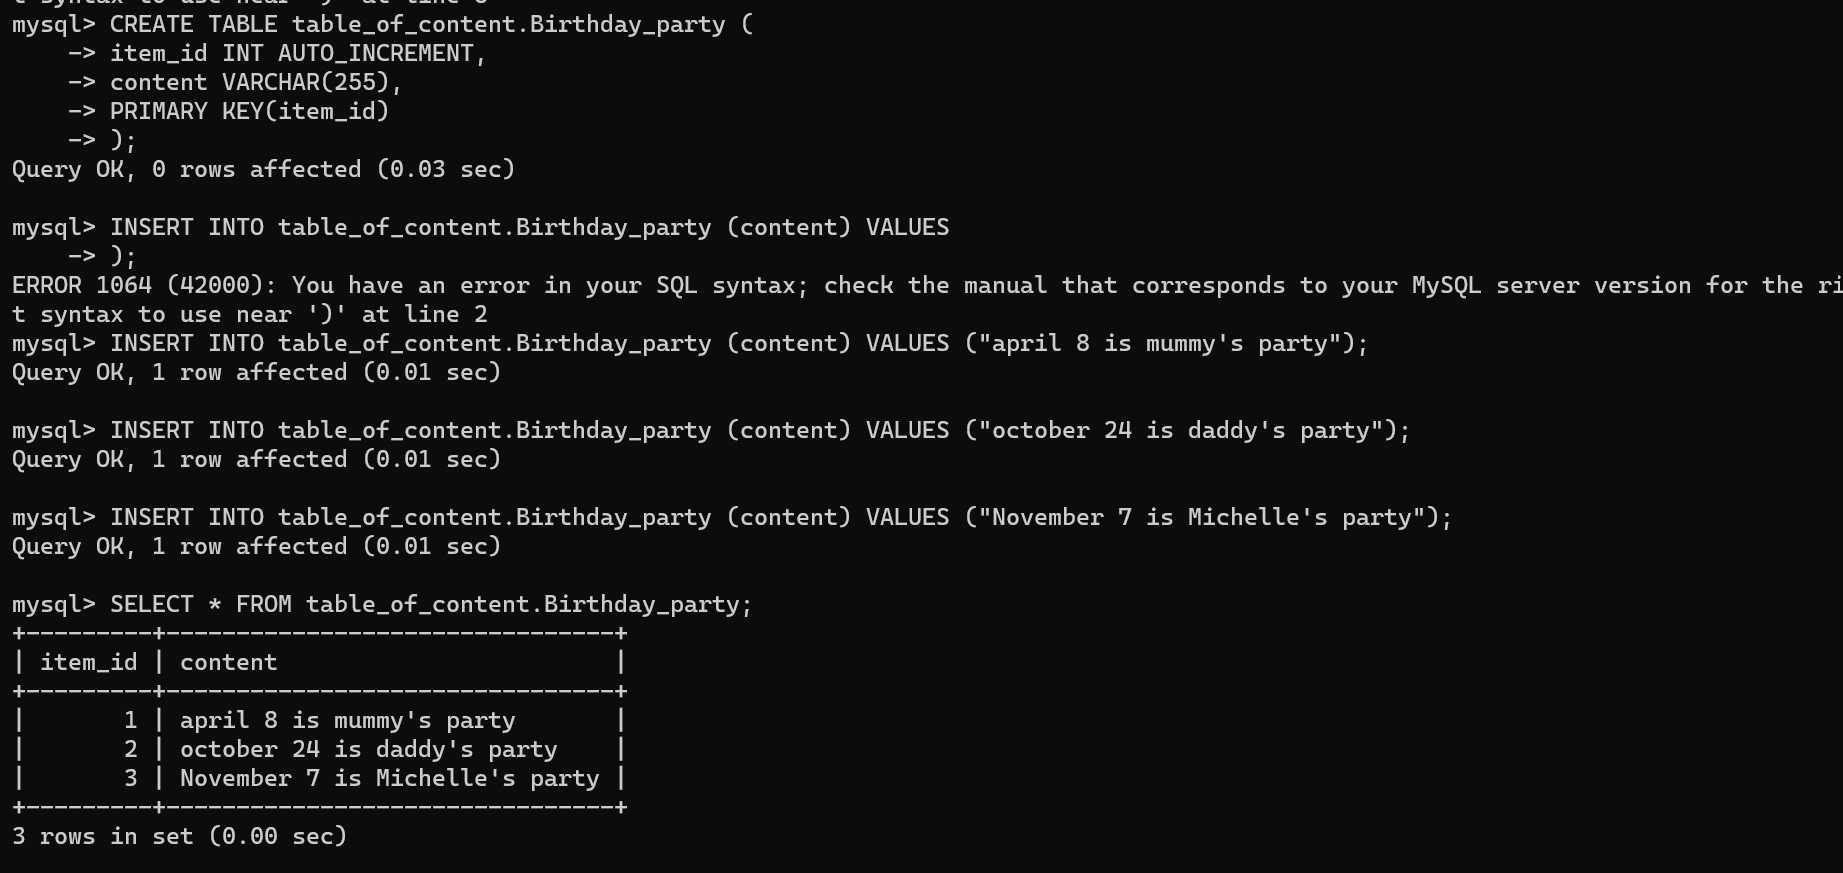 mysql> CREATE TABLE table_of_content.Birthday_party (
    -> item_id INT AUTO_INCREMENT,
    -> content VARCHAR(255),
    -> PRIMARY KEY(item_id)
    -> );
Query OK, 0 rows affected (0.03 sec)

mysql> INSERT INTO table_of_content.Birthday_party (content) VALUES
    -> );
ERROR 1064 (42000): You have an error in your SQL syntax; check the manual that corresponds to your MySQL server version for the ri
t syntax to use near ')' at line 2
mysql> INSERT INTO table_of_content.Birthday_party (content) VALUES ("april 8 is mummy's party");
Query OK, 1 row affected (0.01 sec)

mysql> INSERT INTO table_of_content.Birthday_party (content) VALUES ("october 24 is daddy's party");
Query OK, 1 row affected (0.01 sec)

mysql> INSERT INTO table_of_content.Birthday_party (content) VALUES ("November 7 is Michelle's party");
Query OK, 1 row affected (0.01 sec)

mysql> SELECT * FROM table_of_content.Birthday_party;
+---------+--------------------------------+
| item_id | content                        |
+---------+--------------------------------+
|       1 | april 8 is mummy's party       |
|       2 | october 24 is daddy's party    |
|       3 | November 7 is Michelle's party |
+---------+--------------------------------+
3 rows in set (0.00 sec)